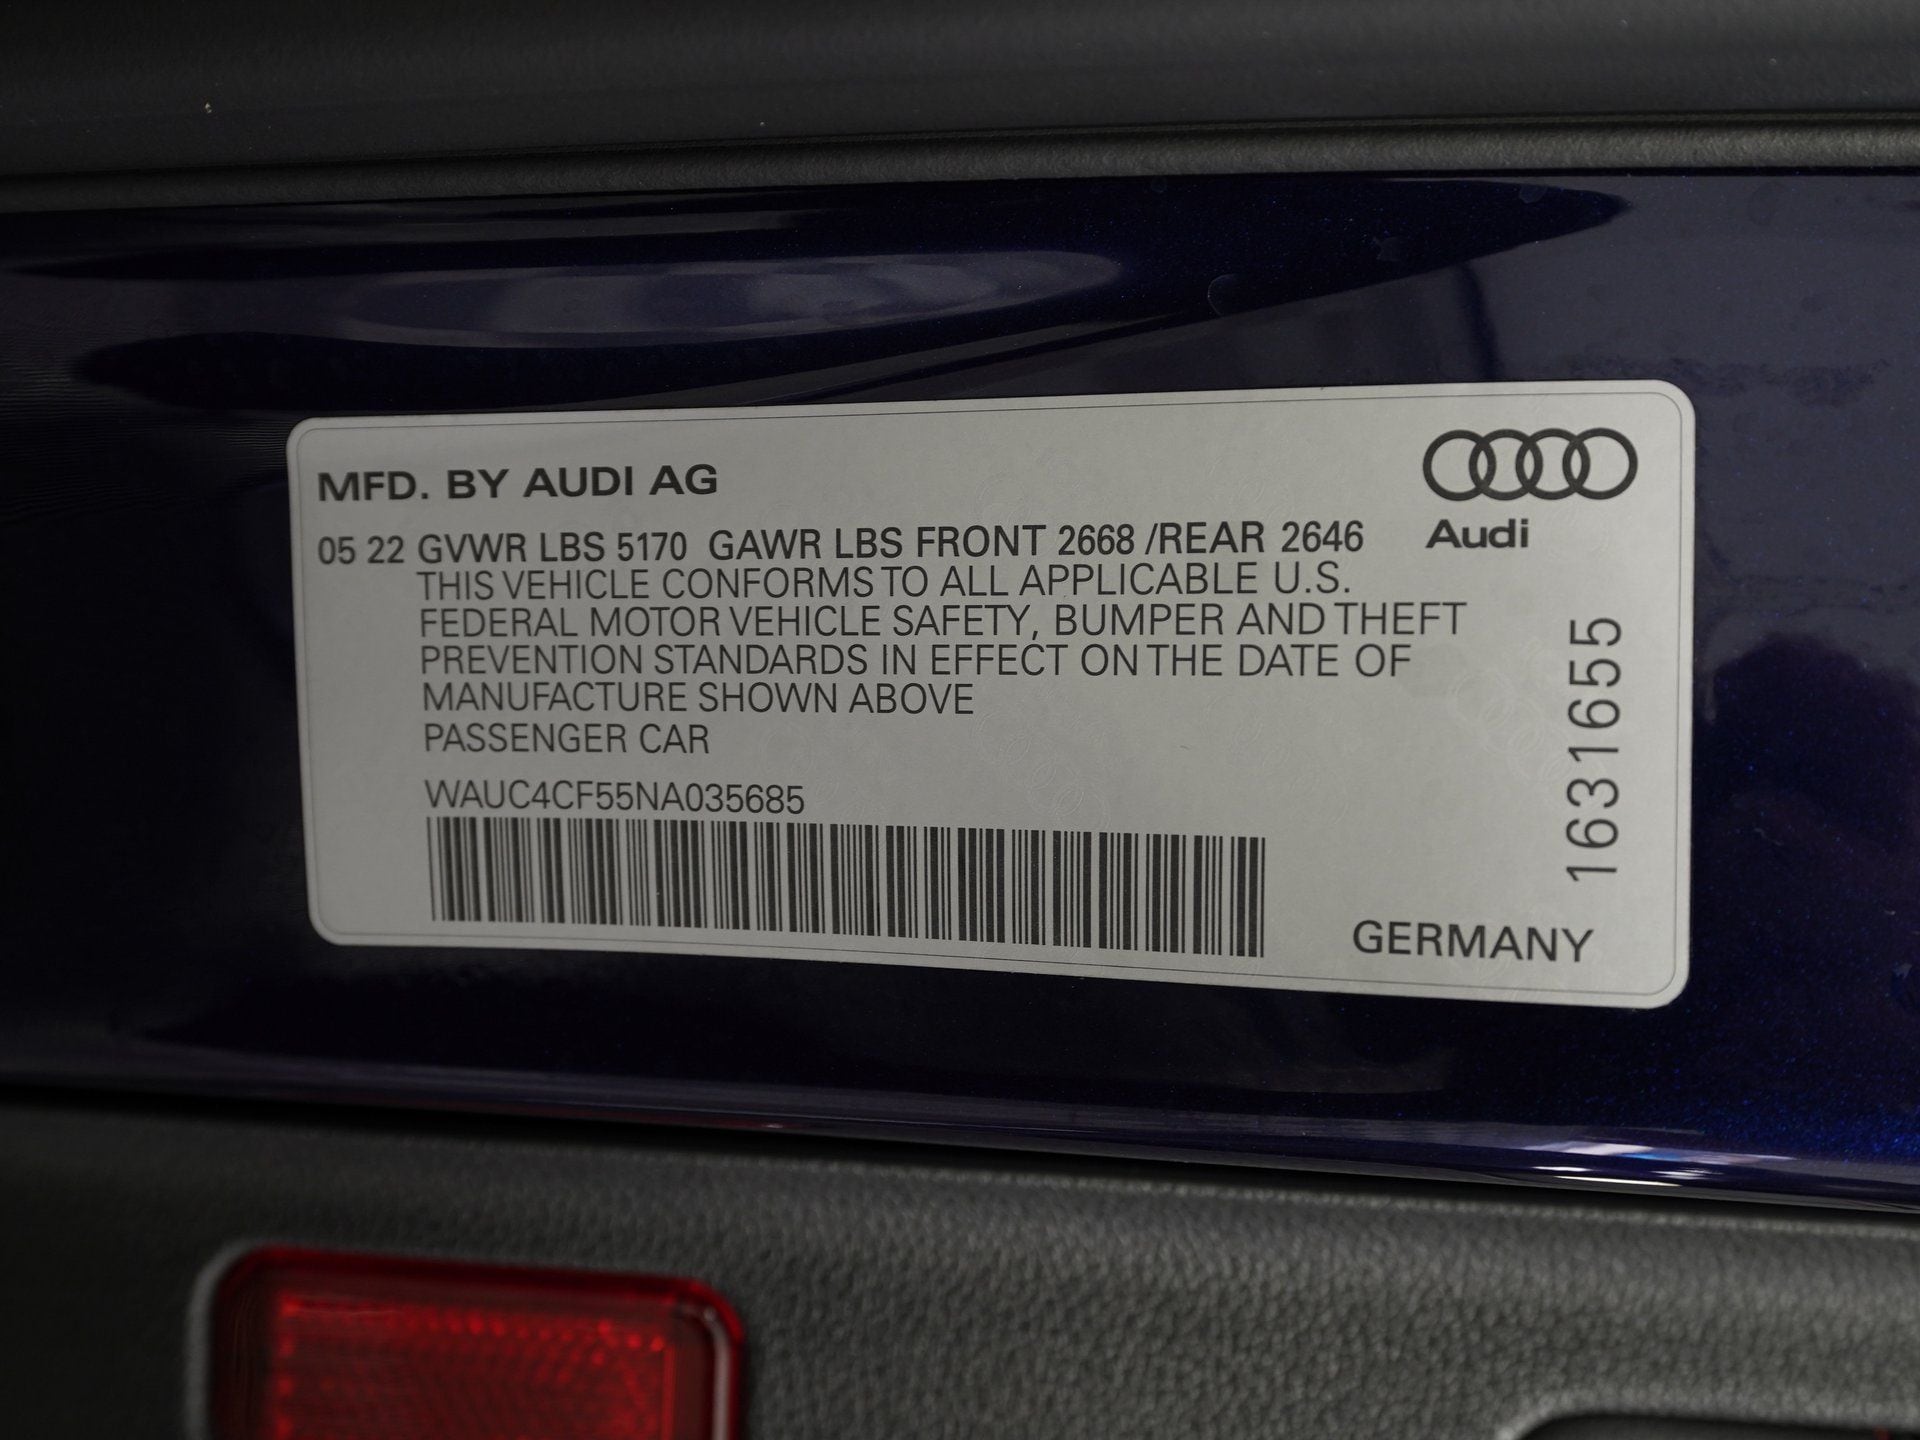 MFD. BY AUDI AG
Audi
05 22 GVWR LBS 5170 GAWR LBS FRONT 2668 /REAR 2646
THIS VEHICLE CONFORMS TO ALL APPLICABLE U.S.
FEDERAL MOTOR VEHICLE SAFETY, BUMPER AND THEFT
PREVENTION STANDARDS IN EFFECT ON THE DATE OF
MANUFACTURE SHOWN ABOVE
PASSENGER CAR
WAUC4CF55NA035685
1631655
GERMANY